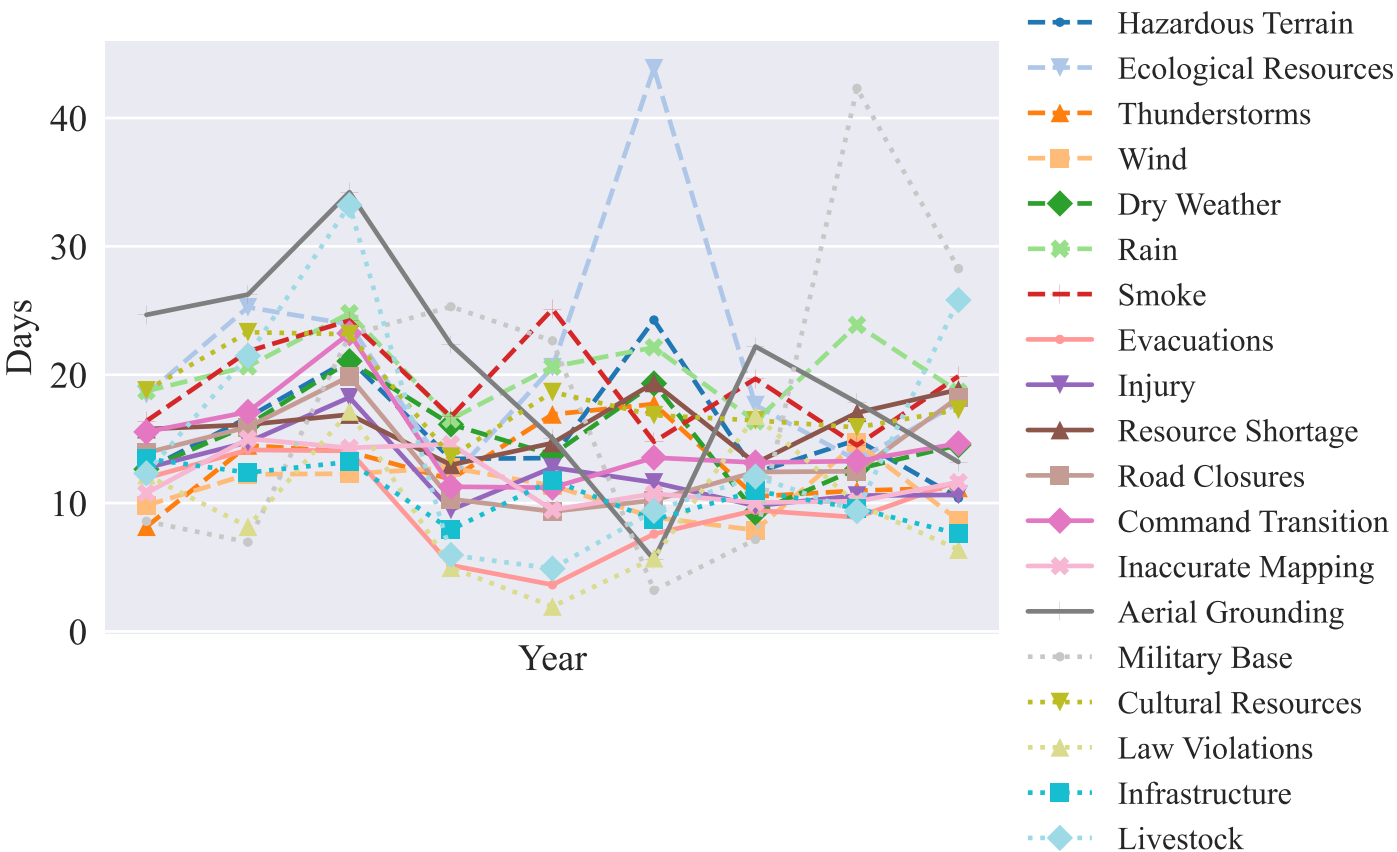 40
30
20
10
0
Days
Year
Hazardous Terrain
Ecological Resources
Thunderstorms
Wind
Dry Weather
Rain
Smoke
Evacuations
Injury
Resource Shortage
Road Closures
Command Transition
Inaccurate Mapping
Aerial Grounding
Military Base
Cultural Resources
Law Violations
Infrastructure
Livestock